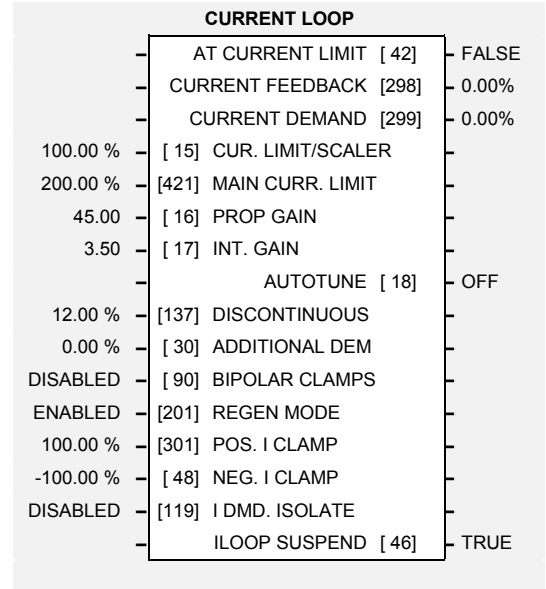 CURRENT LOOP
– AT CURRENT LIMIT [ 42] – FALSE
– CURRENT FEEDBACK [298] – 0.00%
– CURRENT DEMAND [299] – 0.00%
100.00 % – [ 15] CUR. LIMIT/SCALER –
200.00 % – [421] MAIN CURR. LIMIT –
45.00 – [ 16] PROP GAIN –
3.50 – [ 17] INT. GAIN –
– AUTOTUNE [ 18] – OFF
12.00 % – [137] DISCONTINUOUS –
0.00 % – [ 30] ADDITIONAL DEM –
DISABLED – [ 90] BIPOLAR CLAMPS –
ENABLED – [201] REGEN MODE –
100.00 % – [301] POS. I CLAMP –
-100.00 % – [ 48] NEG. I CLAMP –
DISABLED – [119] I DMD. ISOLATE –
– ILOOP SUSPEND [ 46] – TRUE